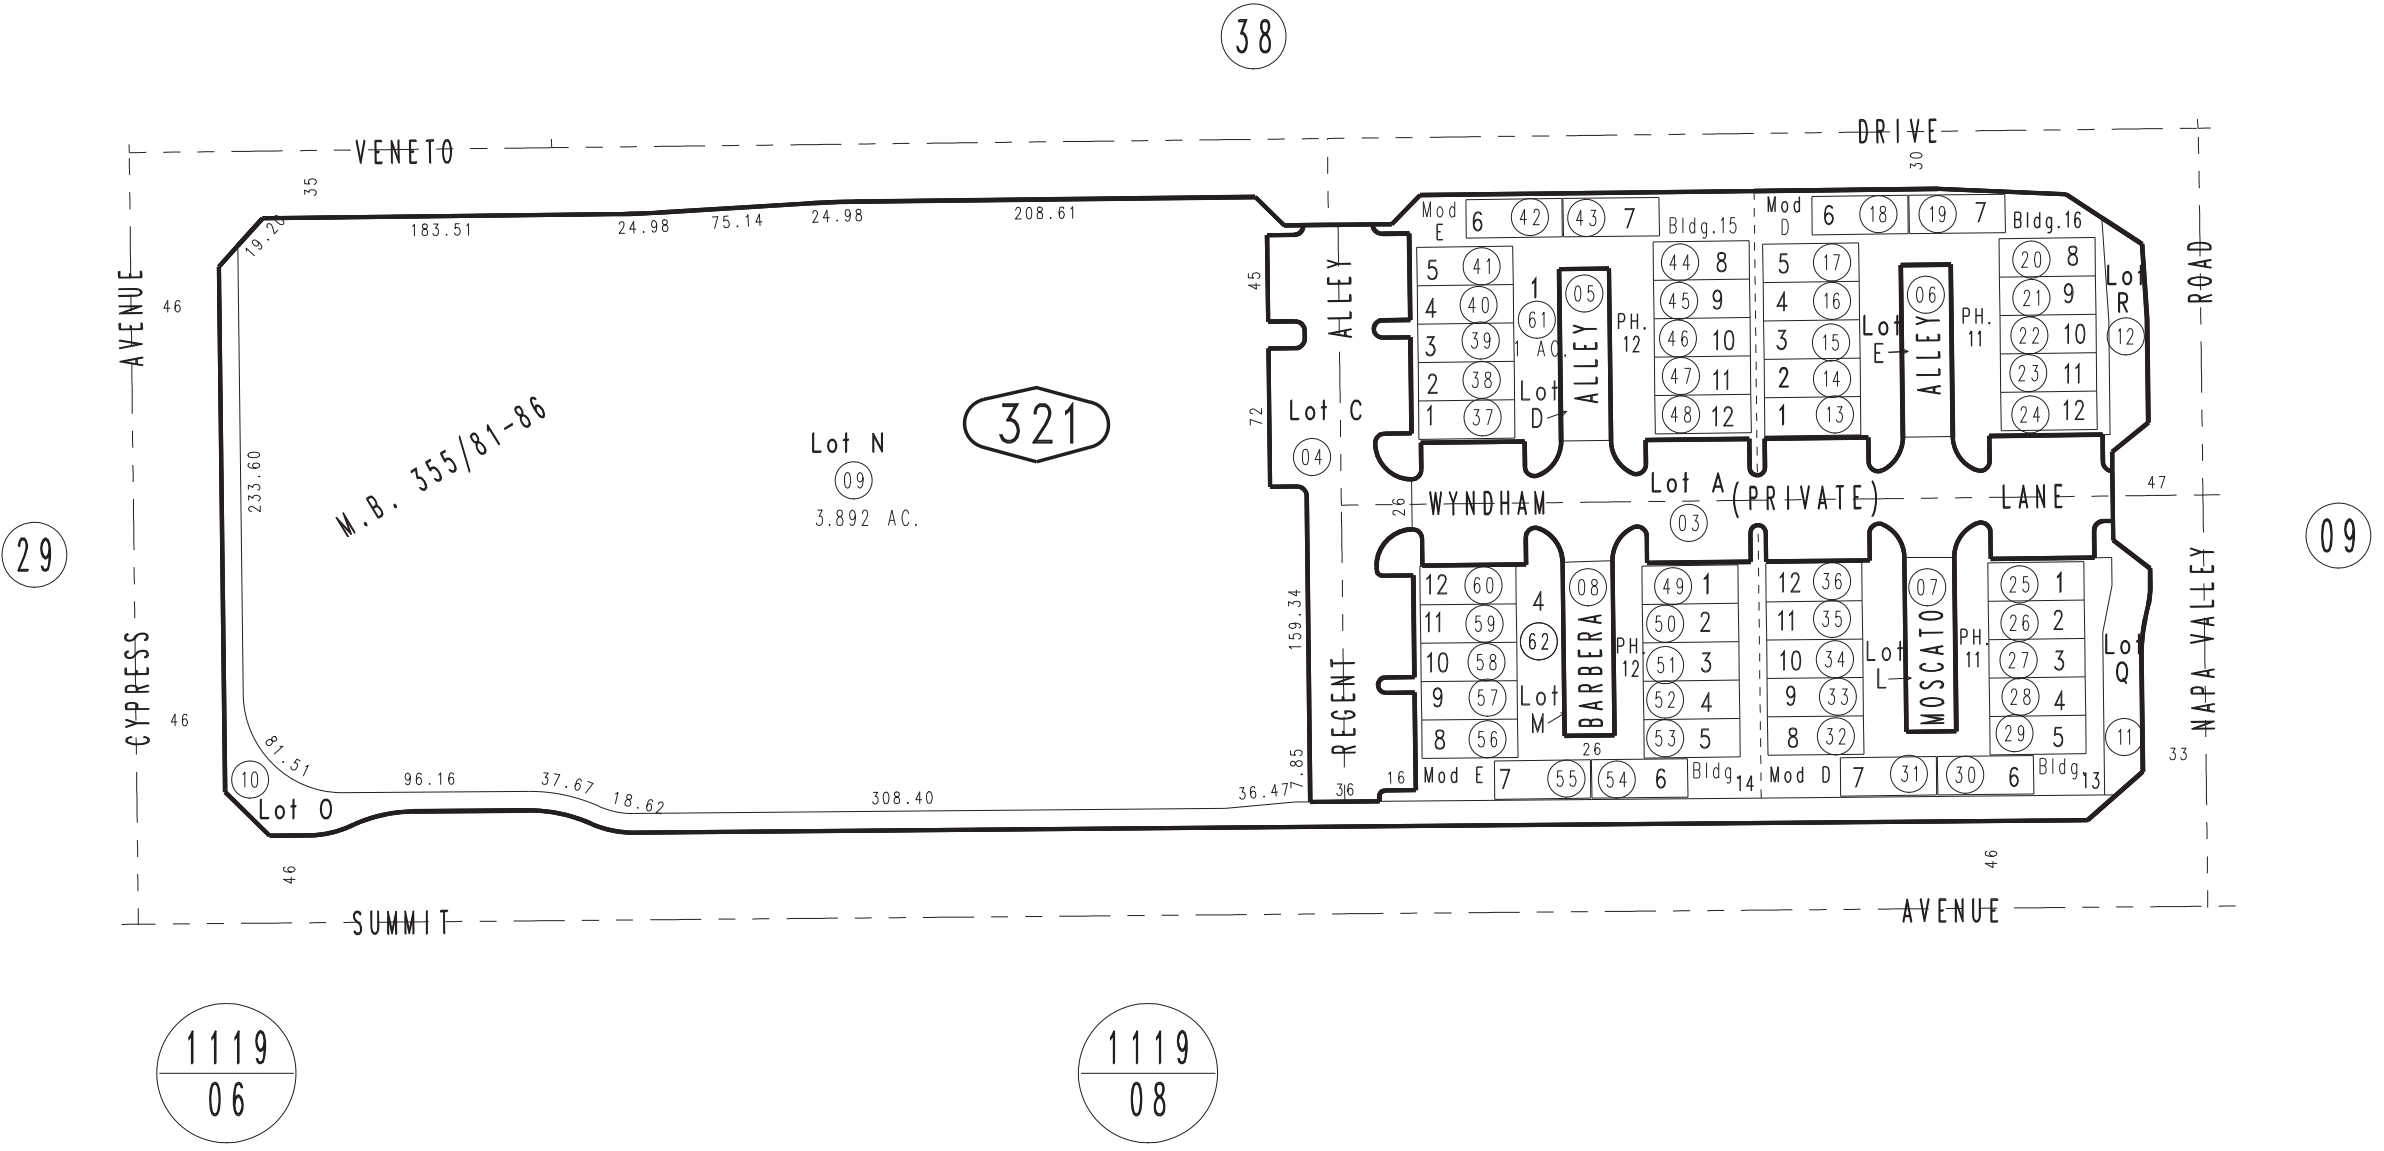 38
VENETO
DRIVE
35
30
19.20
183.51
24.98
75.14
24.98
208.61
Mod
E
6 42
43 7
Bldg.15
Mod
D
6 18
19 7
Bldg.16
AVENUE
46
45
ALLEY
5 41
4 40
3 39
2 38
1 37
1
61
1 AC.
Lot
D
05
ALLEY
PH.
12
44 8
45 9
46 10
47 11
48 12
5 17
4 16
3 15
2 14
1 13
Lot
E
06
ALLEY
PH.
11
20 8
21 9
22 10
23 11
24 12
Lot
R
12
ROAD
M.B. 355/81-86
233.60
321
Lot N
09
3.892 AC.
72
Lot C
04
26
WYNDHAM
Lot A
(PRIVATE)
03
LANE
47
29
09
CYPRESS
46
159.34
REGENT
12 60
11 59
10 58
9 57
8 56
4
62
Lot
M
08
BARBERA
26
PH.
12
49 1
50 2
51 3
52 4
53 5
12 36
11 35
10 34
9 33
8 32
Lot
L
07
MOSCATO
PH.
11
25 1
26 2
27 3
28 4
29 5
Lot
Q
11
NAPA VALLEY
33
81.51
10
Lot O
96.16
37.67
18.62
308.40
36.47
7.85
36
16
Mod E
7 55
54 6
Bldg.
14
Mod D
7 31
30 6
Bldg.
13
46
46
SUMMIT
AVENUE
1119
06
1119
08